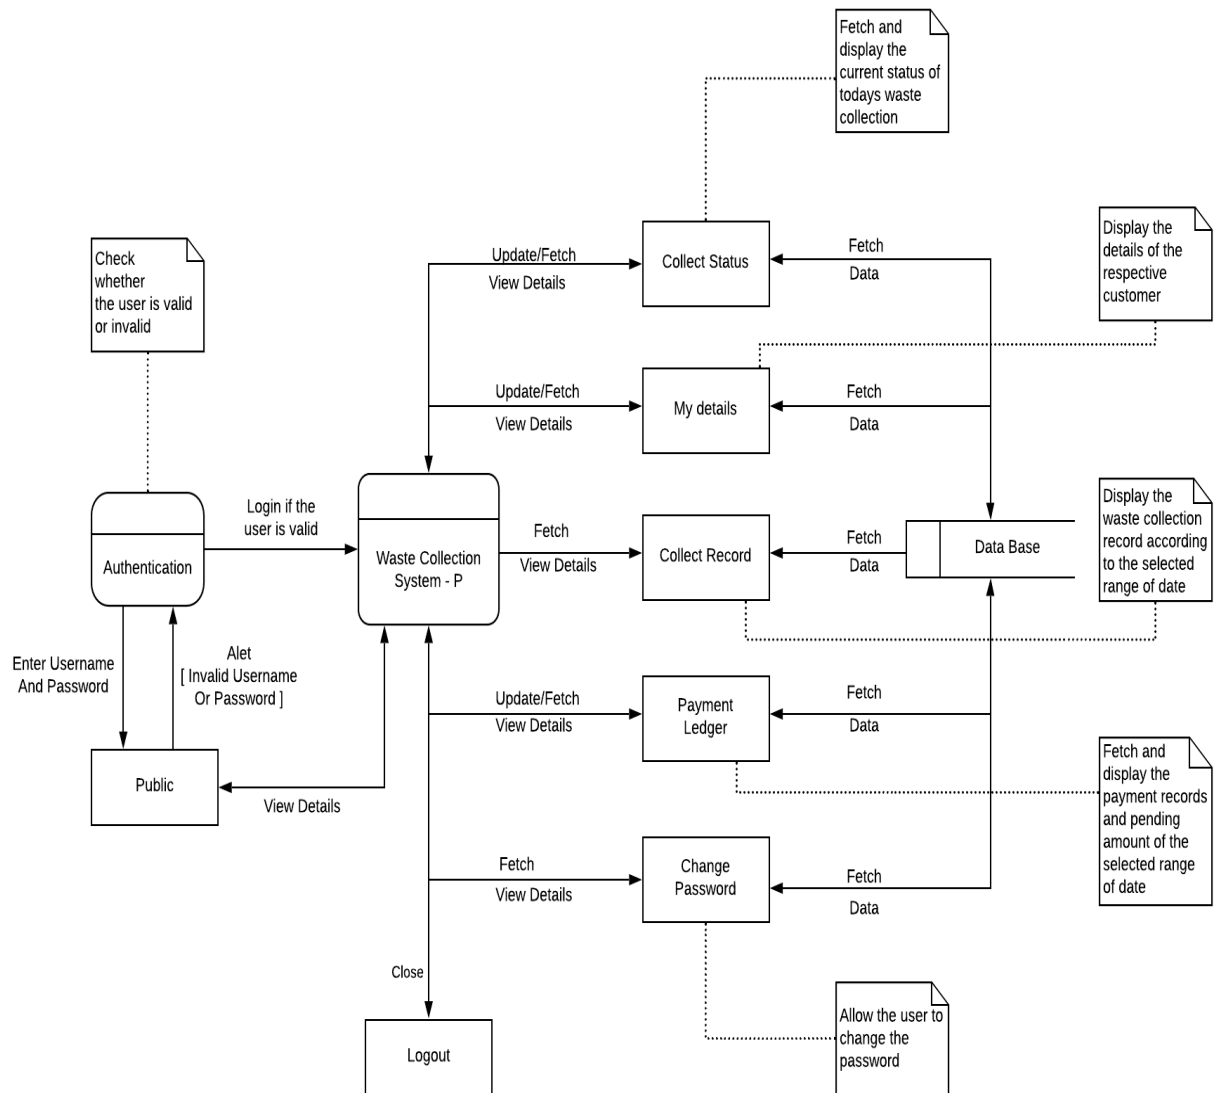 Fetch and
display the
current status of
todays waste
collection
Check
whether
the user is valid
or invalid
Update/Fetch
View Details
Collect Status
Fetch
Data
Display the
details of the
respective
customer
Update/Fetch
View Details
My details
Fetch
Data
Login if the
user is valid
Authentication
Waste Collection
System - P
Fetch
View Details
Collect Record
Fetch
Data
Data Base
Display the
waste collection
record according
to the selected
range of date
Enter Username
And Password
Alet
[ Invalid Username
Or Password ]
Update/Fetch
View Details
Payment
Ledger
Fetch
Data
Public
View Details
Fetch and
display the
payment records
and pending
amount of the
selected range
of date
Fetch
View Details
Change
Password
Fetch
Data
Close
Logout
Allow the user to
change the
password